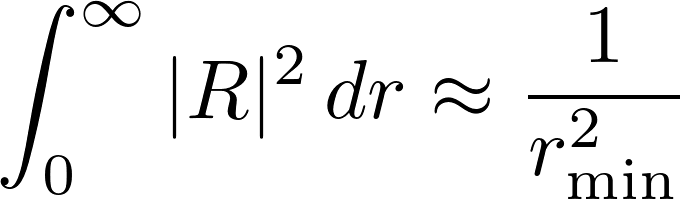 ∫₀^∞ |R|² dr ≈ 1/r²_min